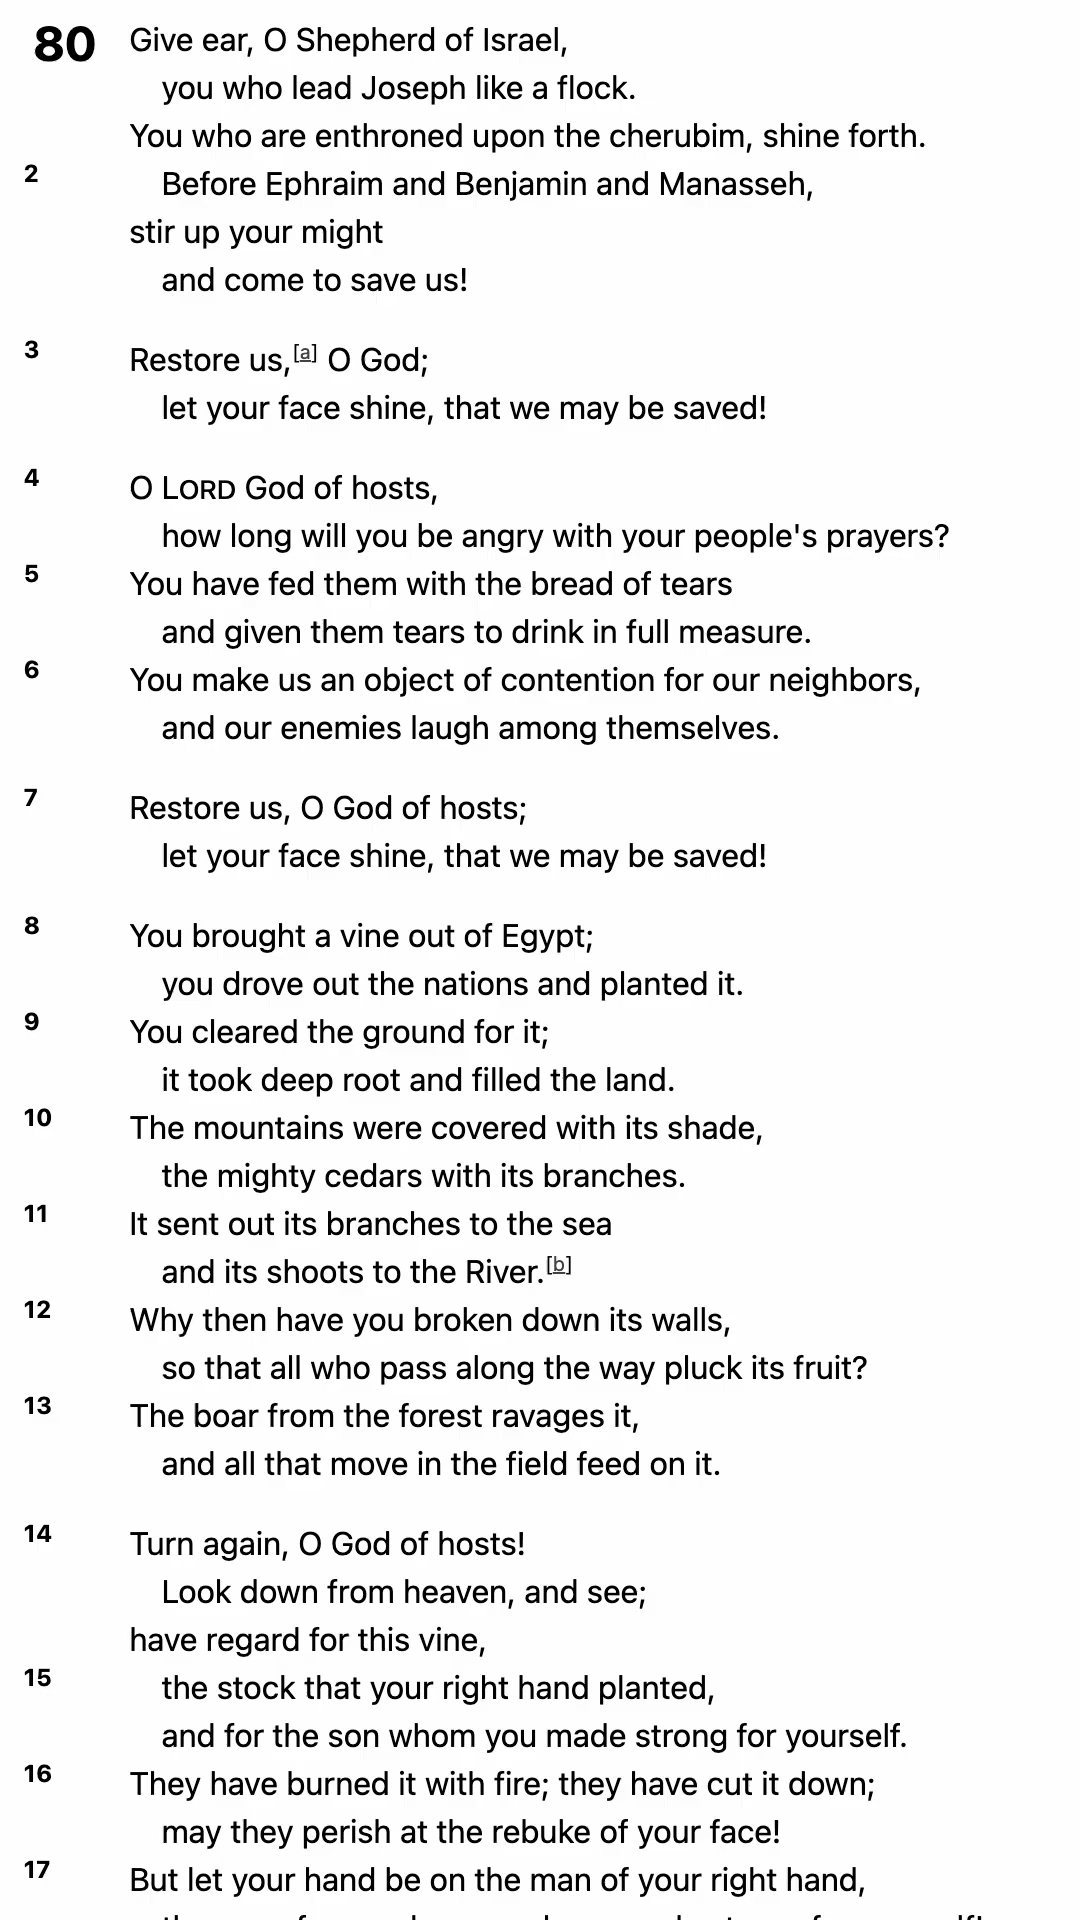 80 Give ear, O Shepherd of Israel,
you who lead Joseph like a flock.
You who are enthroned upon the cherubim, shine forth.
2 Before Ephraim and Benjamin and Manasseh,
stir up your might
and come to save us!
3 Restore us,[a] O God;
let your face shine, that we may be saved!
4 O LORD God of hosts,
how long will you be angry with your people's prayers?
5 You have fed them with the bread of tears
and given them tears to drink in full measure.
6 You make us an object of contention for our neighbors,
and our enemies laugh among themselves.
7 Restore us, O God of hosts;
let your face shine, that we may be saved!
8 You brought a vine out of Egypt;
you drove out the nations and planted it.
9 You cleared the ground for it;
it took deep root and filled the land.
10 The mountains were covered with its shade,
the mighty cedars with its branches.
11 It sent out its branches to the sea
and its shoots to the River.[b]
12 Why then have you broken down its walls,
so that all who pass along the way pluck its fruit?
13 The boar from the forest ravages it,
and all that move in the field feed on it.
14 Turn again, O God of hosts!
Look down from heaven, and see;
have regard for this vine,
15 the stock that your right hand planted,
and for the son whom you made strong for yourself.
16 They have burned it with fire; they have cut it down;
may they perish at the rebuke of your face!
17 But let your hand be on the man of your right hand,